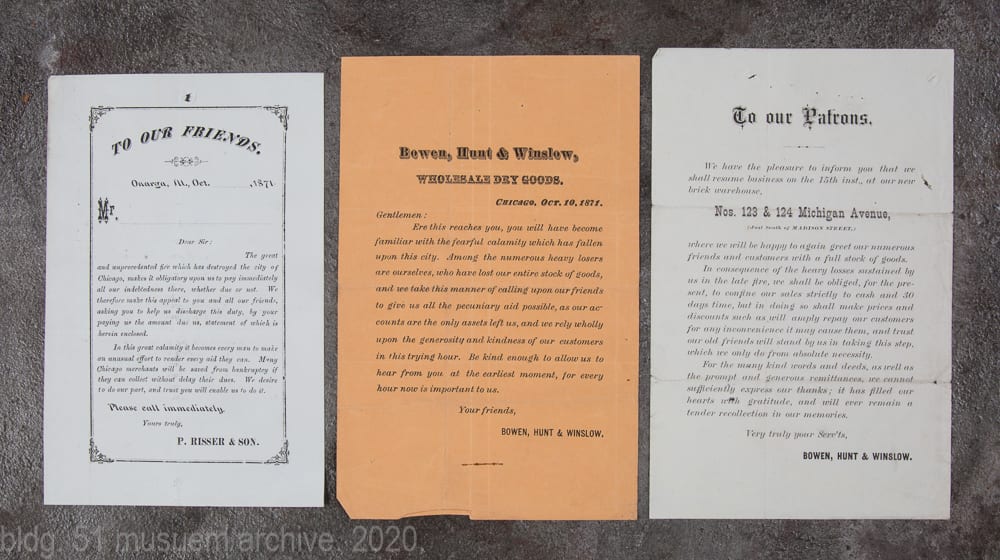 1
TO OUR FRIENDS.
Onarga, Ill., Oct. ,1871
Mr.
Dear Sir:
The great
and unprecedented fire which has destroyed the city of
Chicago, makes it obligatory upon us to pay immediately
all our indebtedness there, whether due or not. We
therefore make this appeal to you and all our friends,
asking you to help us discharge this duty, by your
paying us the amount due us, statement of which is
herein enclosed.
In this great calamity it becomes every man to make
an unusual effort to render every aid they can. Many
Chicago merchants will be saved from bankruptcy if
they can collect without delay their dues. We desire
to do our part, and trust you will enable us to do it.
Please call immediately.
Yours truly,
P. RISSER & SON.
Bowen, Hunt & Winslow,
WHOLESALE DRY GOODS.
CHICAGO, OCT. 10, 1871.
Gentlemen:
Ere this reaches you, you will have become
familiar with the fearful calamity which has fallen
upon this city. Among the numerous heavy losers
are ourselves, who have lost our entire stock of goods,
and we take this manner of calling upon our friends
to give us all the pecuniary aid possible, as our ac-
counts are the only assets left us, and we rely wholly
upon the generosity and kindness of our customers
in this trying hour. Be kind enough to allow us to
hear from you at the earliest moment, for every
hour now is important to us.
Your friends,
BOWEN, HUNT & WINSLOW.
To our Patrons.
We have the pleasure to inform you that we
shall resume business on the 15th inst., at our new
brick warehouse,
Nos. 123 & 124 Michigan Avenue,
(Just South of MADISON STREET,)
where we will be happy to again greet our numerous
friends and customers with a full stock of goods.
In consequence of the heavy losses sustained by
us in the late fire, we shall be obliged, for the pre-
sent, to confine our sales strictly to cash and 30
days time, but in doing so shall make prices and
discounts such as will amply repay our customers
for any inconvenience it may cause them, and trust
our old friends will stand by us in taking this step,
which we only do from absolute necessity.
For the many kind words and deeds, as well as
the prompt and generous remittances, we cannot
sufficiently express our thanks; it has filled our
hearts with gratitude, and will ever remain a
tender recollection in our memories.
Very truly your Serv'ts,
BOWEN, HUNT & WINSLOW.
bldg. 51 musuem archive, 2020.